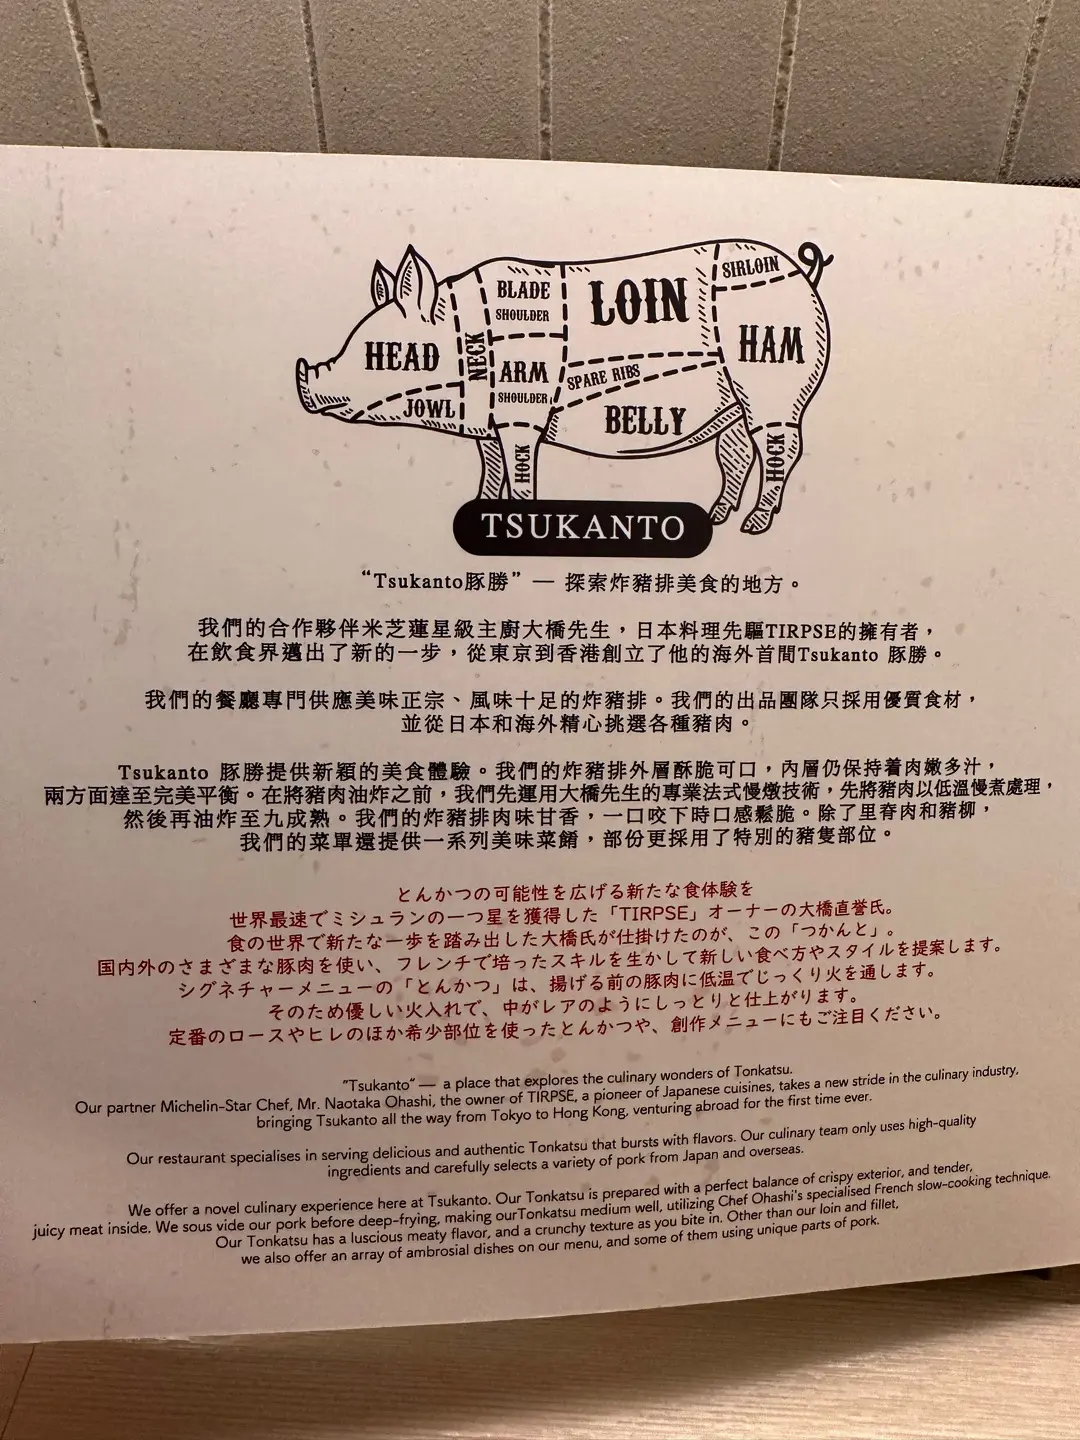 HEAD
JOWL
NECK
BLADE
SHOULDER
ARM
SHOULDER
HOCK
LOIN
SPARE RIBS
BELLY
SIRLOIN
HAM
HOCK
TSUKANTO
“Tsukanto豚勝” — 探索炸豬排美食的地方。
我們的合作夥伴米芝蓮星級主廚大橋先生，日本料理先驅TIRPSE的擁有者，
在飲食界邁出了新的一步，從東京到香港創立了他的海外首間Tsukanto 豚勝。
我們的餐廳專門供應美味正宗、風味十足的炸豬排。我們的出品團隊只採用優質食材，
並從日本和海外精心挑選各種豬肉。
Tsukanto 豚勝提供新穎的美食體驗。我們的炸豬排外層酥脆可口，內層仍保持着肉嫩多汁，
兩方面達至完美平衡。在將豬肉油炸之前，我們先運用大橋先生的專業法式慢燉技術，先將豬肉以低溫慢煮處理，
然後再油炸至九成熟。我們的炸豬排肉味甘香，一口咬下時口感鬆脆。除了里脊肉和豬柳，
我們的菜單還提供一系列美味菜餚，部份更採用了特別的豬隻部位。
とんかつの可能性を広げる新たな食体験を
世界最速でミシュランの一つ星を獲得した「TIRPSE」オーナーの大橋直誉氏。
食の世界で新たな一歩を踏み出した大橋氏が仕掛けたのが、この「つかんと」。
国内外のさまざまな豚肉を使い、フレンチで培ったスキルを生かして新しい食べ方やスタイルを提案します。
シグネチャーメニューの「とんかつ」は、揚げる前の豚肉に低温でじっくり火を通します。
そのため優しい火入れで、中がレアのようにしっとりと仕上がります。
定番のロースやヒレのほか希少部位を使ったとんかつや、創作メニューにもご注目ください。
"Tsukanto" — a place that explores the culinary wonders of Tonkatsu.
Our partner Michelin-Star Chef, Mr. Naotaka Ohashi, the owner of TIRPSE, a pioneer of Japanese cuisines, takes a new stride in the culinary industry,
bringing Tsukanto all the way from Tokyo to Hong Kong, venturing abroad for the first time ever.
Our restaurant specialises in serving delicious and authentic Tonkatsu that bursts with flavors. Our culinary team only uses high-quality
ingredients and carefully selects a variety of pork from Japan and overseas.
We offer a novel culinary experience here at Tsukanto. Our Tonkatsu is prepared with a perfect balance of crispy exterior, and tender,
juicy meat inside. We sous vide our pork before deep-frying, making ourTonkatsu medium well, utilizing Chef Ohashi's specialised French slow-cooking technique.
Our Tonkatsu has a luscious meaty flavor, and a crunchy texture as you bite in. Other than our loin and fillet,
we also offer an array of ambrosial dishes on our menu, and some of them using unique parts of pork.